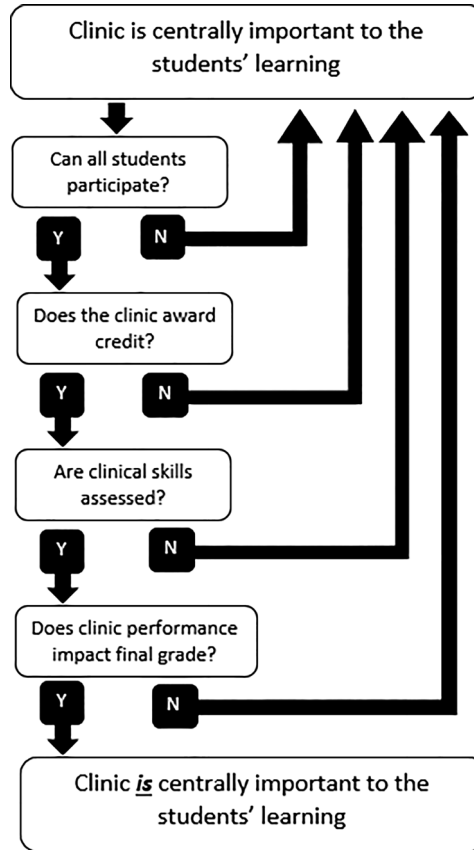 Clinic is centrally important to the
students’ learning
Can all students
participate?
Y
N
Does the clinic award
credit?
Y
N
Are clinical skills
assessed?
Y
N
Does clinic performance
impact final grade?
Y
N
Clinic is centrally important to the
students’ learning